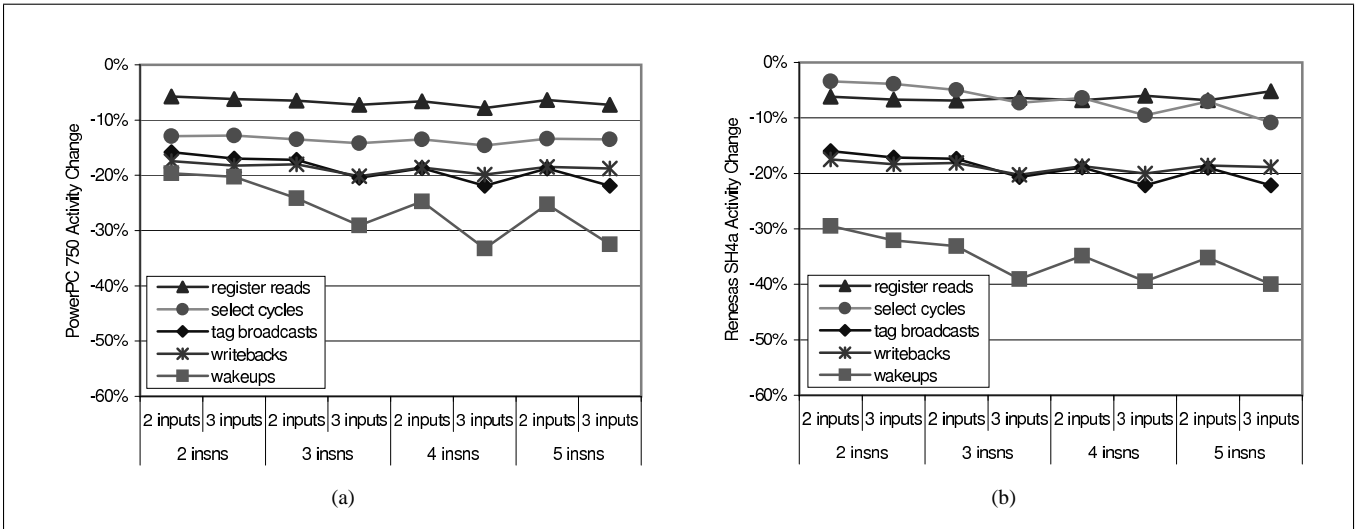 0%
-10%
-20%
-30%
-40%
-50%
-60%
PowerPC 750 Activity Change
register reads
select cycles
tag broadcasts
writebacks
wakeups
2 inputs 3 inputs 2 inputs 3 inputs 2 inputs 3 inputs 2 inputs 3 inputs
2 insns 3 insns 4 insns 5 insns
(a)
0%
-10%
-20%
-30%
-40%
-50%
-60%
Renesas SH4a Activity Change
register reads
select cycles
tag broadcasts
writebacks
wakeups
2 inputs 3 inputs 2 inputs 3 inputs 2 inputs 3 inputs 2 inputs 3 inputs
2 insns 3 insns 4 insns 5 insns
(b)